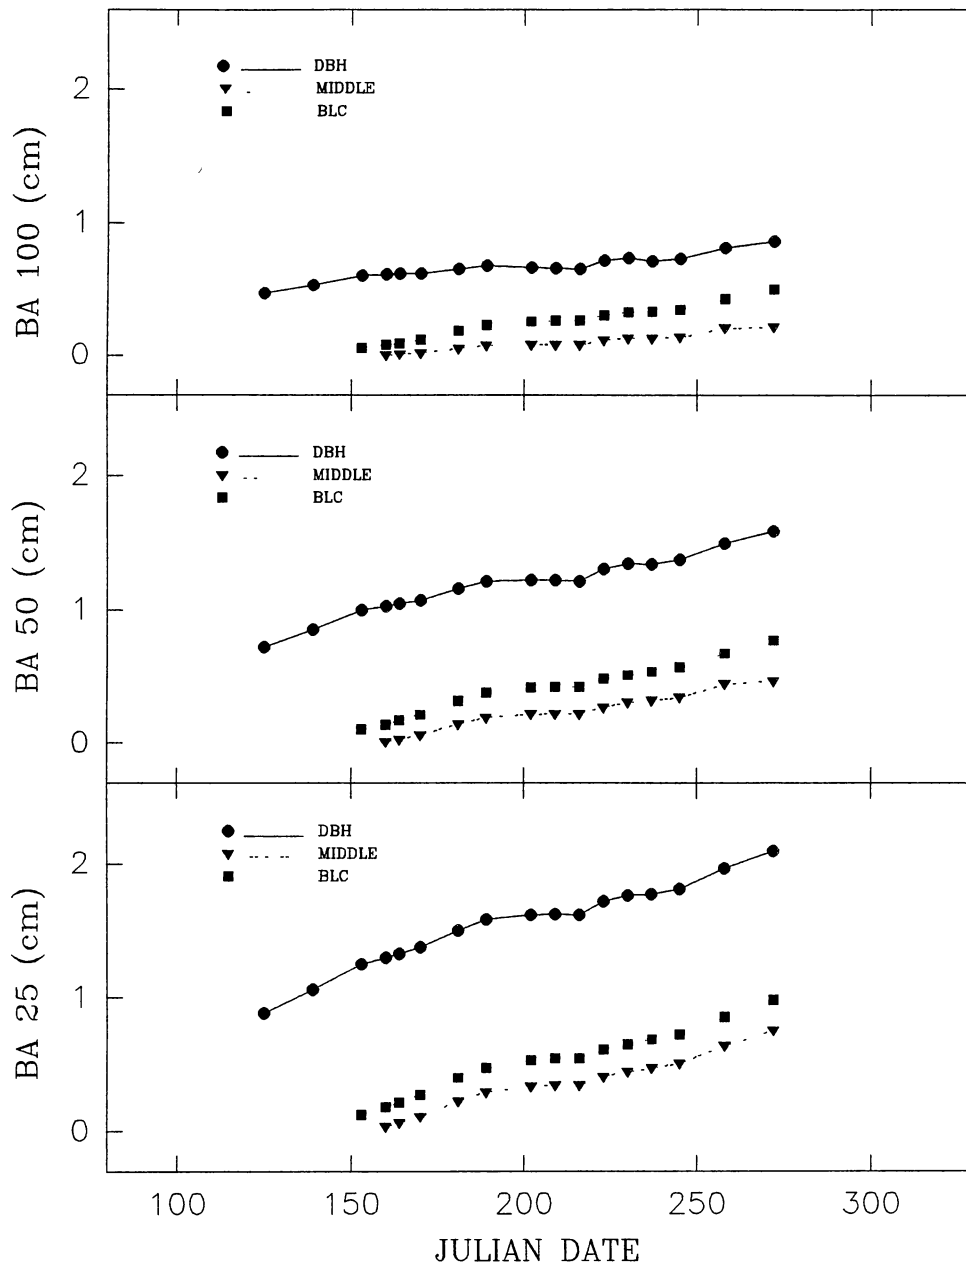 DBH
MIDDLE
BLC
2
1
0
BA 100 (cm)
DBH
MIDDLE
BLC
2
1
0
BA 50 (cm)
DBH
MIDDLE
BLC
2
1
0
BA 25 (cm)
100 150 200 250 300
JULIAN DATE